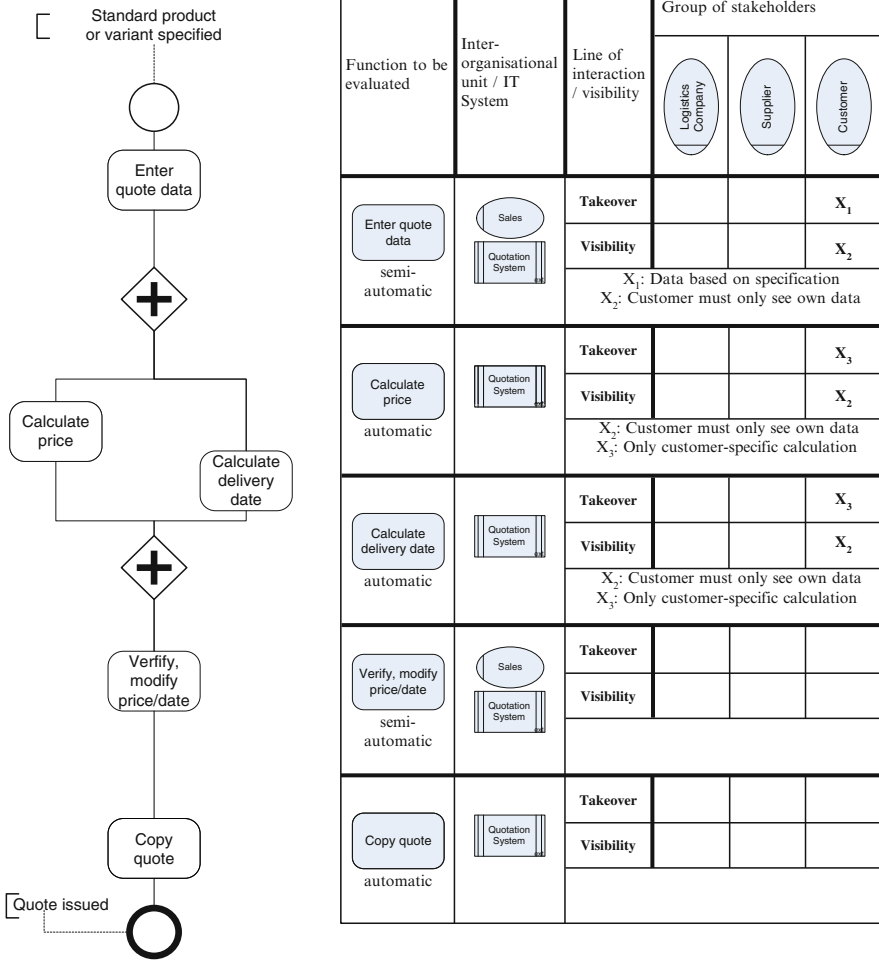 Standard product
or variant specified
Enter
quote data
Calculate
price
Calculate
delivery
date
Verfify,
modify
price/date
Copy
quote
Quote issued
Function to be
evaluated
Inter-
organisational
unit / IT
System
Line of
interaction
/ visibility
Group of stakeholders
Logistics
Company
Supplier
Customer
Enter quote
data
semi-
automatic
Sales
Quotation
System
ext
Takeover
X1
Visibility
X2
X1: Data based on specification
X2: Customer must only see own data
Calculate
price
automatic
Quotation
System
ext
Takeover
X3
Visibility
X2
X2: Customer must only see own data
X3: Only customer-specific calculation
Calculate
delivery date
automatic
Quotation
System
ext
Takeover
X3
Visibility
X2
X2: Customer must only see own data
X3: Only customer-specific calculation
Verify, modify
price/date
semi-
automatic
Sales
Quotation
System
ext
Takeover
Visibility
Copy quote
automatic
Quotation
System
ext
Takeover
Visibility